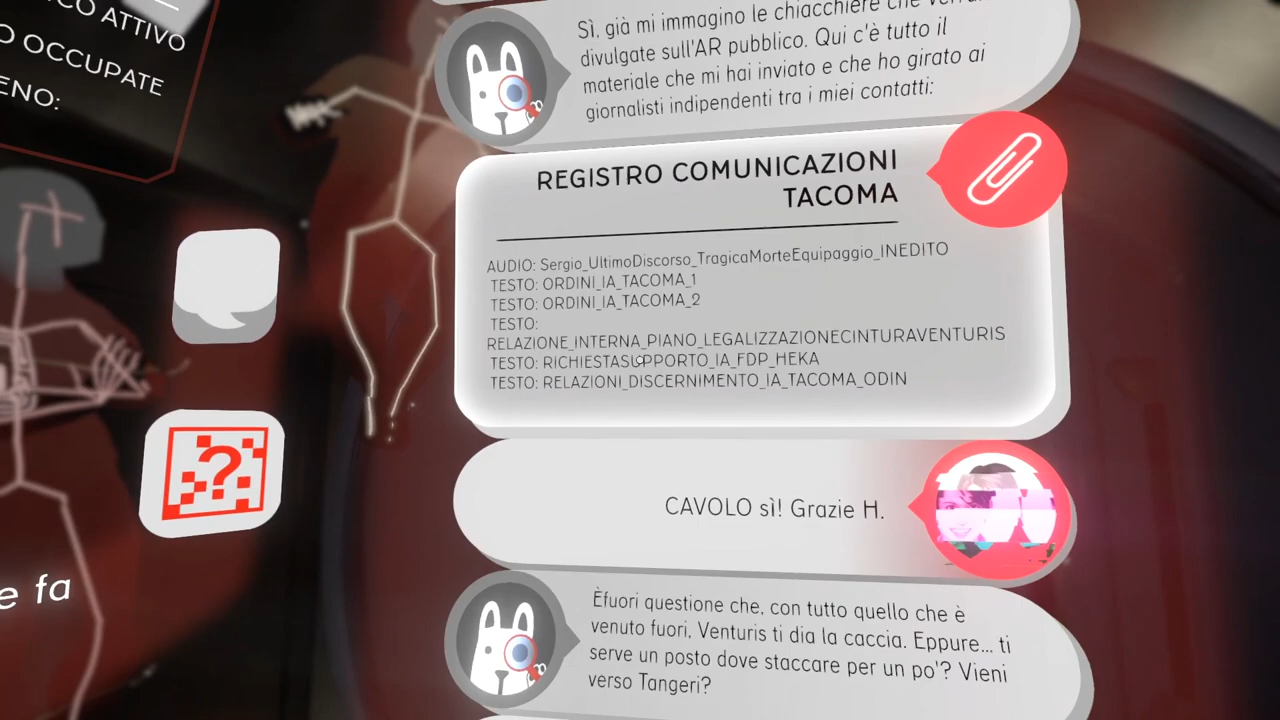 CO ATTIVO
O OCCUPATE
ENO:
Sì, già mi immagino le chiacchiere che
divulgate sull'AR pubblico. Qui c'è tutto il
materiale che mi hai inviato e che ho girato ai
giornalisti indipendenti tra i miei contatti:
REGISTRO COMUNICAZIONI
TACOMA
AUDIO: Sergio_UltimoDiscorso_TragicaMorteEquipaggio_INEDITO
TESTO: ORDINI_IA_TACOMA_1
TESTO: ORDINI_IA_TACOMA_2
TESTO:
RELAZIONE_INTERNA_PIANO_LEGALIZZAZIONECINTURAVENTURIS
TESTO: RICHIESTASUPPORTO_IA_FDP_HEKA
TESTO: RELAZIONI_DISCERNIMENTO_IA_TACOMA_ODIN
?
CAVOLO sì! Grazie H.
e fa
Èfuori questione che, con tutto quello che è
venuto fuori, Venturis ti dia la caccia. Eppure... ti
serve un posto dove staccare per un po'? Vieni
verso Tangeri?